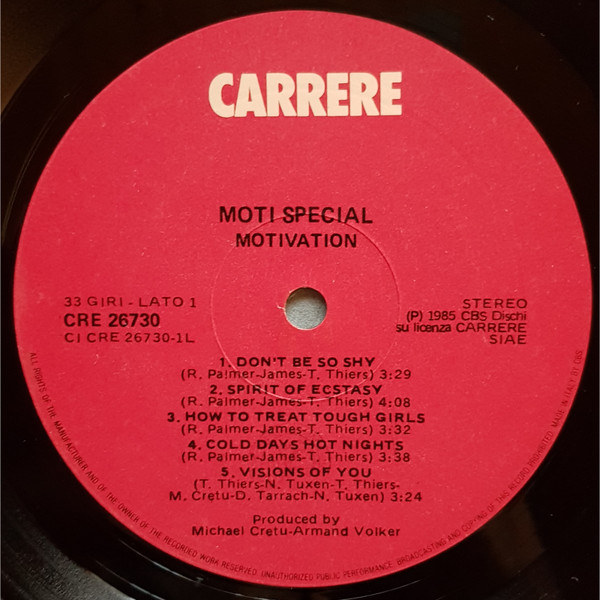 CARRERE
MOTI SPECIAL
MOTIVATION
33 GIRI - LATO 1
CRE 26730
CI CRE 26730-1L
STEREO
(P) 1985 CBS Dischi
su licenza CARRERE
SIAE
1. DON'T BE SO SHY
(R. Palmer-James-T. Thiers) 3:29
2. SPIRIT OF ECSTASY
(R. Palmer-James-T. Thiers) 4:08
3. HOW TO TREAT TOUGH GIRLS
(R. Palmer-James-T. Thiers) 3:32
4. COLD DAYS HOT NIGHTS
(R. Palmer-James-T. Thiers) 3:38
5. VISIONS OF YOU
(T. Thiers-N. Tuxen-T. Thiers-
M. Cretu-D. Tarrach-N. Tuxen) 3:24
Produced by
Michael Cretu-Armand Volker
ALL RIGHTS OF THE MANUFACTURER AND OF THE OWNER OF THE RECORDED WORK RESERVED. UNAUTHORIZED PUBLIC PERFORMANCE, BROADCASTING AND COPYING OF THIS RECORD PROHIBITED. MADE IN ITALY BY CBS